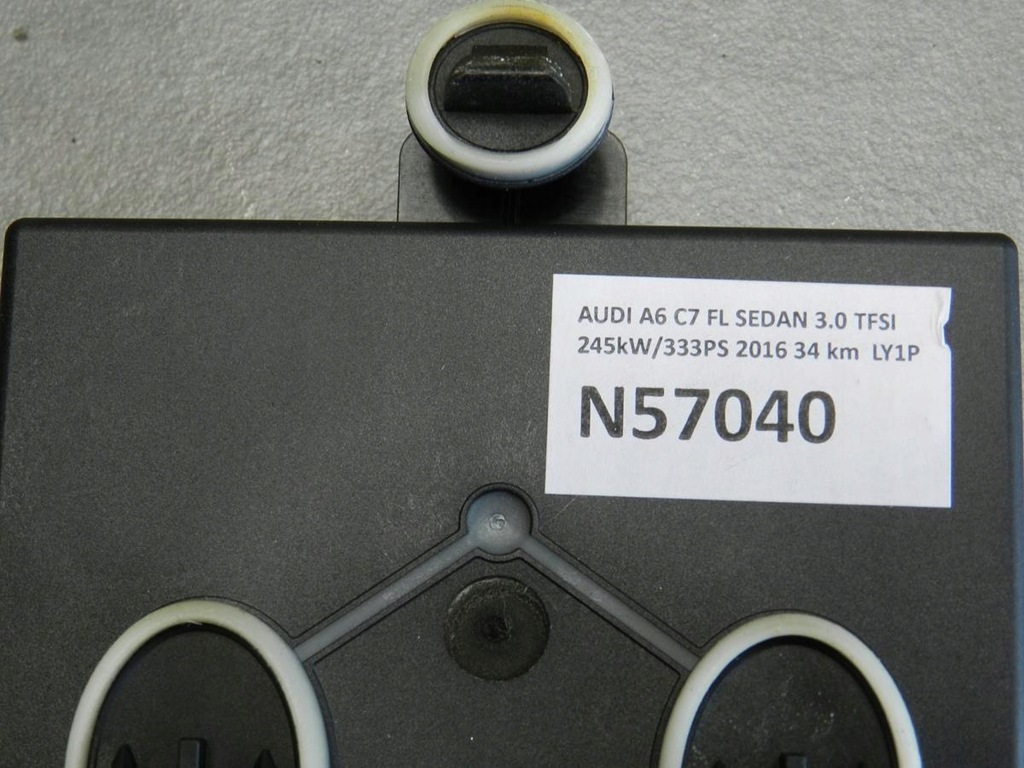 AUDI A6 C7 FL SEDAN 3.0 TFSI
245kW/333PS 2016 34 km LY1P
N57040